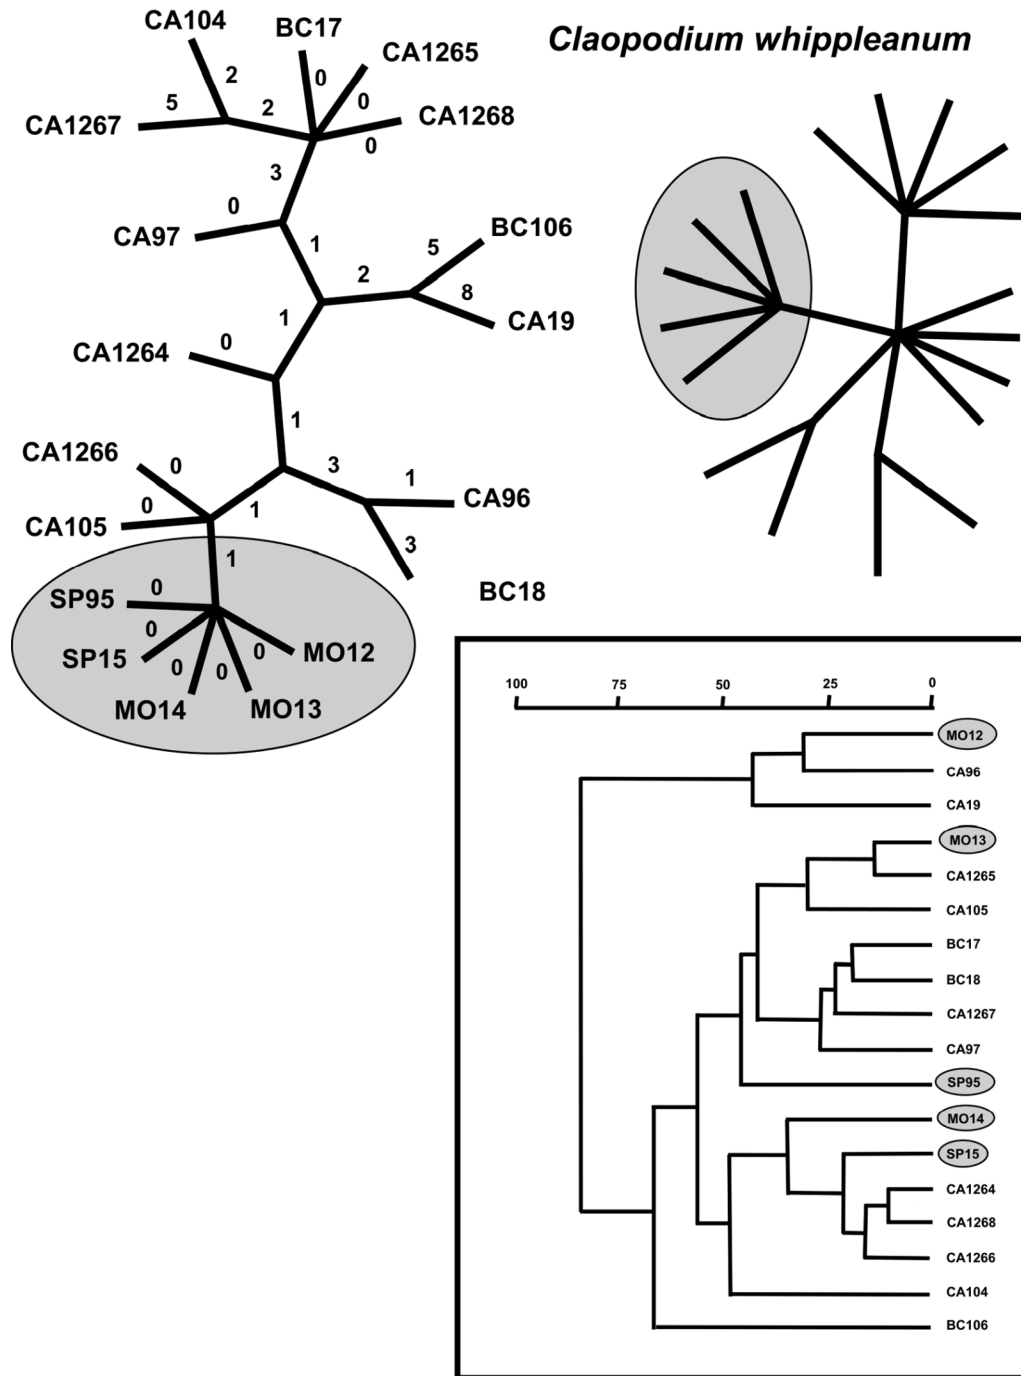 Claopodium whippleanum
CA104
BC17
CA1265
2
0
5
2
0
CA1267
CA1268
0
3
0
CA97
BC106
1
5
2
8
CA19
1
0
CA1264
1
CA1266
0
3
1
CA96
0
1
CA105
3
1
0
SP95
BC18
0
0
MO12
SP15
0
0
MO14
MO13
100 75 50 25 0
MO12
CA96
CA19
MO13
CA1265
CA105
BC17
BC18
CA1267
CA97
SP95
MO14
SP15
CA1264
CA1268
CA1266
CA104
BC106